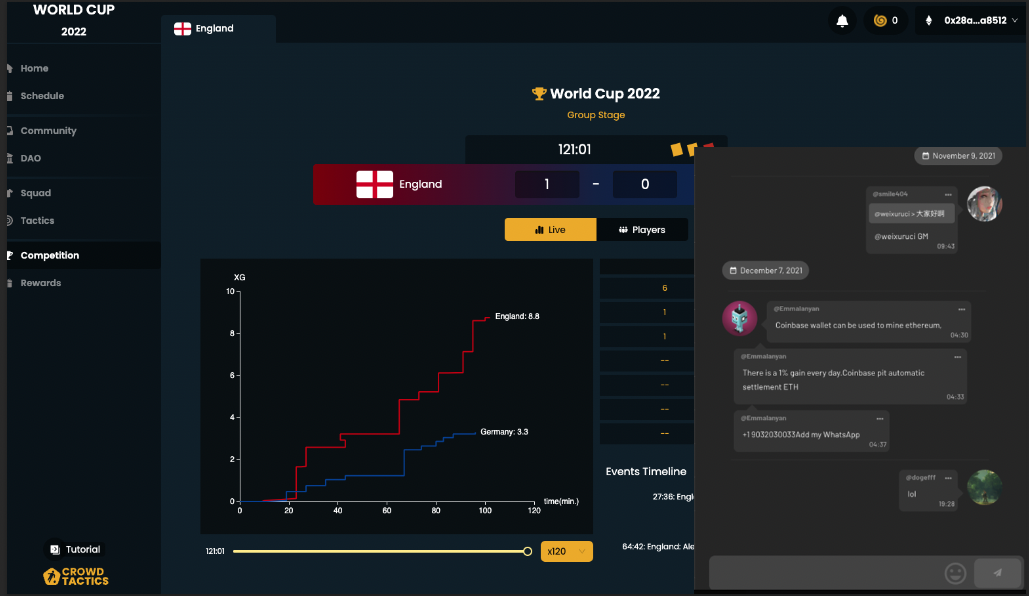 WORLD CUP
2022
England
0
0x28a...a8512
Home
Schedule
Community
DAO
Squad
Tactics
Competition
Rewards
Tutorial
CROWD
TACTICS
World Cup 2022
Group Stage
121:01
England
1 - 0
Live
Players
XG
10
8
6
4
2
0
0 20 40 60 80 100 120
time(min.)
England: 8.8
Germany: 3.3
121:01
x120
6
1
1
--
--
--
--
Events Timeline
27:36: Engl
64:42: England: Ale
November 9, 2021
@smile404
@weixuruci > 大家好啊
@weixuruci GM
09:43
December 7, 2021
@Emmalanyan
Coinbase wallet can be used to mine ethereum,
04:30
@Emmalanyan
There is a 1% gain every day.Coinbase pit automatic
settlement ETH
04:33
@Emmalanyan
+1 9032030033Add my WhatsApp
04:37
@dogefff
lol
19:28